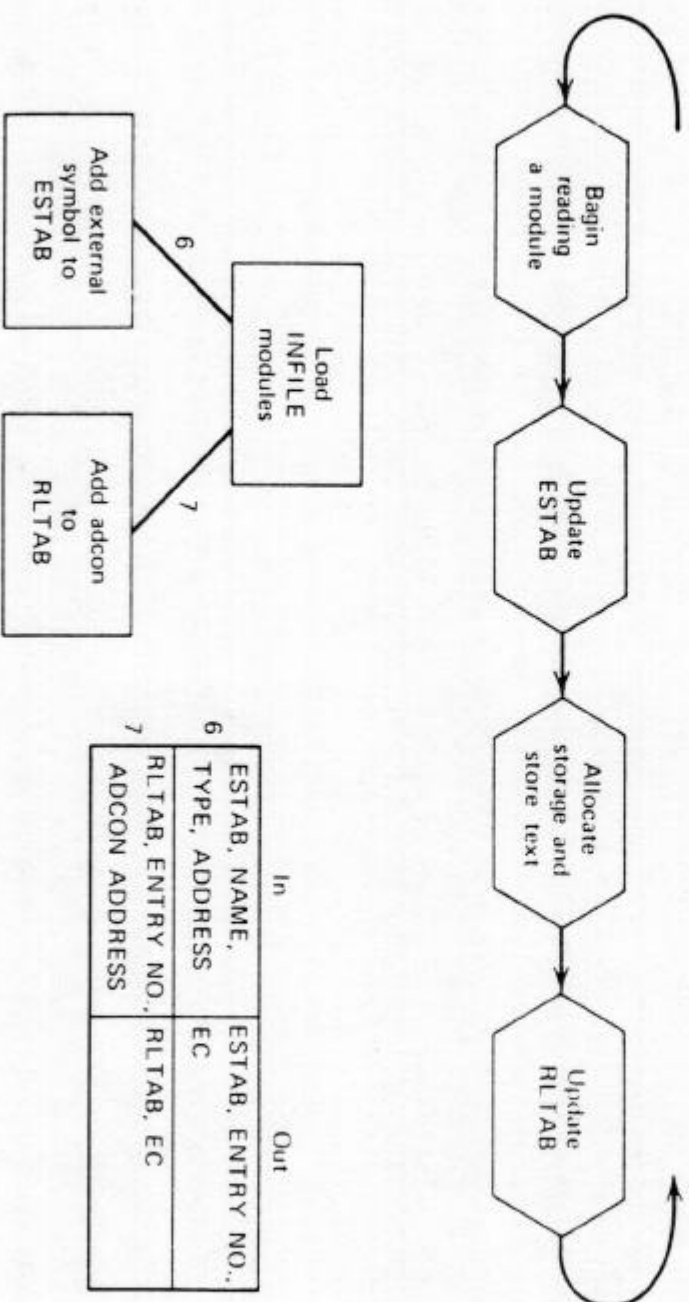 Bagin
reading
a module
Update
ESTAB
Allocate
storage and
store text
Update
RLTAB
Load
INFILE
modules
6
7
Add external
symbol to
ESTAB
Add adcon
to
RLTAB
In
Out
6
ESTAB, NAME,
TYPE, ADDRESS
ESTAB, ENTRY NO.,
EC
7
RLTAB, ENTRY NO.,
ADCON ADDRESS
RLTAB, EC